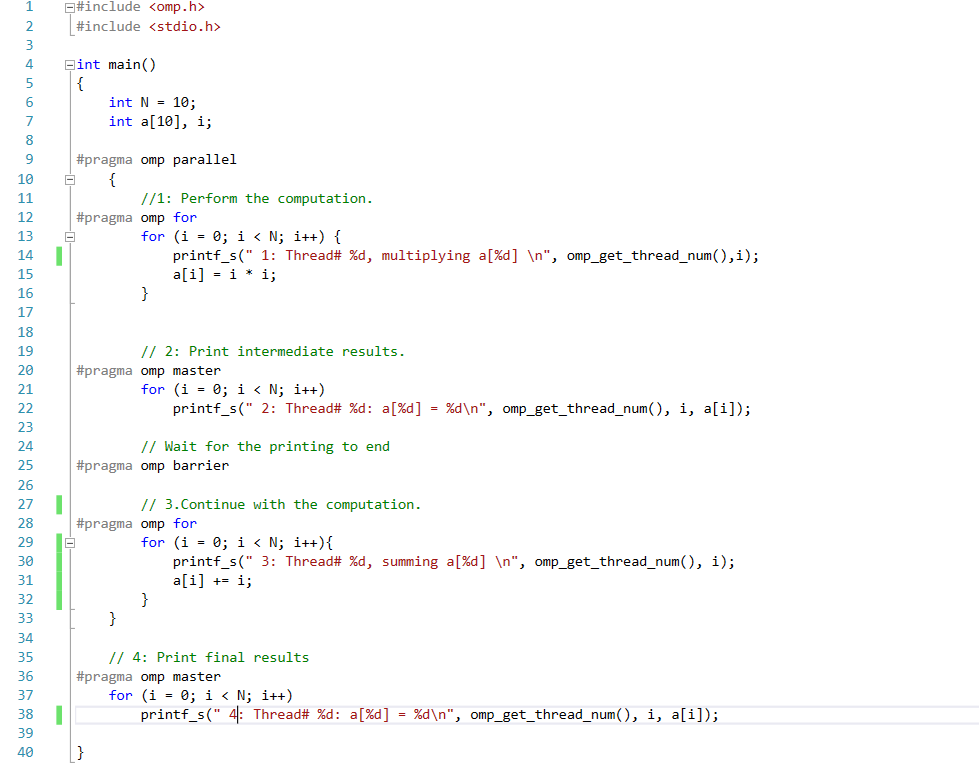 1 #include <omp.h>
2 #include <stdio.h>
3
4 int main()
5 {
6 int N = 10;
7 int a[10], i;
8
9 #pragma omp parallel
10 {
11 //1: Perform the computation.
12 #pragma omp for
13 for (i = 0; i < N; i++) {
14 printf_s(" 1: Thread# %d, multiplying a[%d] \n", omp_get_thread_num(),i);
15 a[i] = i * i;
16 }
17
18
19 // 2: Print intermediate results.
20 #pragma omp master
21 for (i = 0; i < N; i++)
22 printf_s(" 2: Thread# %d: a[%d] = %d\n", omp_get_thread_num(), i, a[i]);
23
24 // Wait for the printing to end
25 #pragma omp barrier
26
27 // 3.Continue with the computation.
28 #pragma omp for
29 for (i = 0; i < N; i++){
30 printf_s(" 3: Thread# %d, summing a[%d] \n", omp_get_thread_num(), i);
31 a[i] += i;
32 }
33 }
34
35 // 4: Print final results
36 #pragma omp master
37 for (i = 0; i < N; i++)
38 printf_s(" 4: Thread# %d: a[%d] = %d\n", omp_get_thread_num(), i, a[i]);
39
40 }